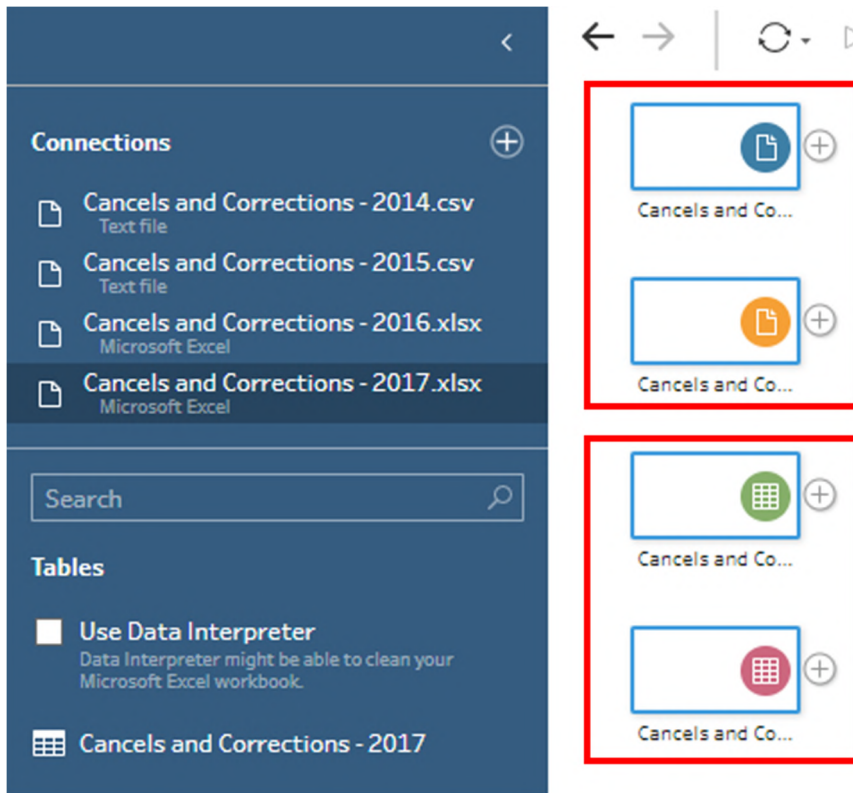 Connections
Cancels and Corrections - 2014.csv
Text file
Cancels and Corrections - 2015.csv
Text file
Cancels and Corrections - 2016.xlsx
Microsoft Excel
Cancels and Corrections - 2017.xlsx
Microsoft Excel
Search
Tables
Use Data Interpreter
Data Interpreter might be able to clean your
Microsoft Excel workbook.
Cancels and Corrections - 2017
Cancels and Co...
Cancels and Co...
Cancels and Co...
Cancels and Co...